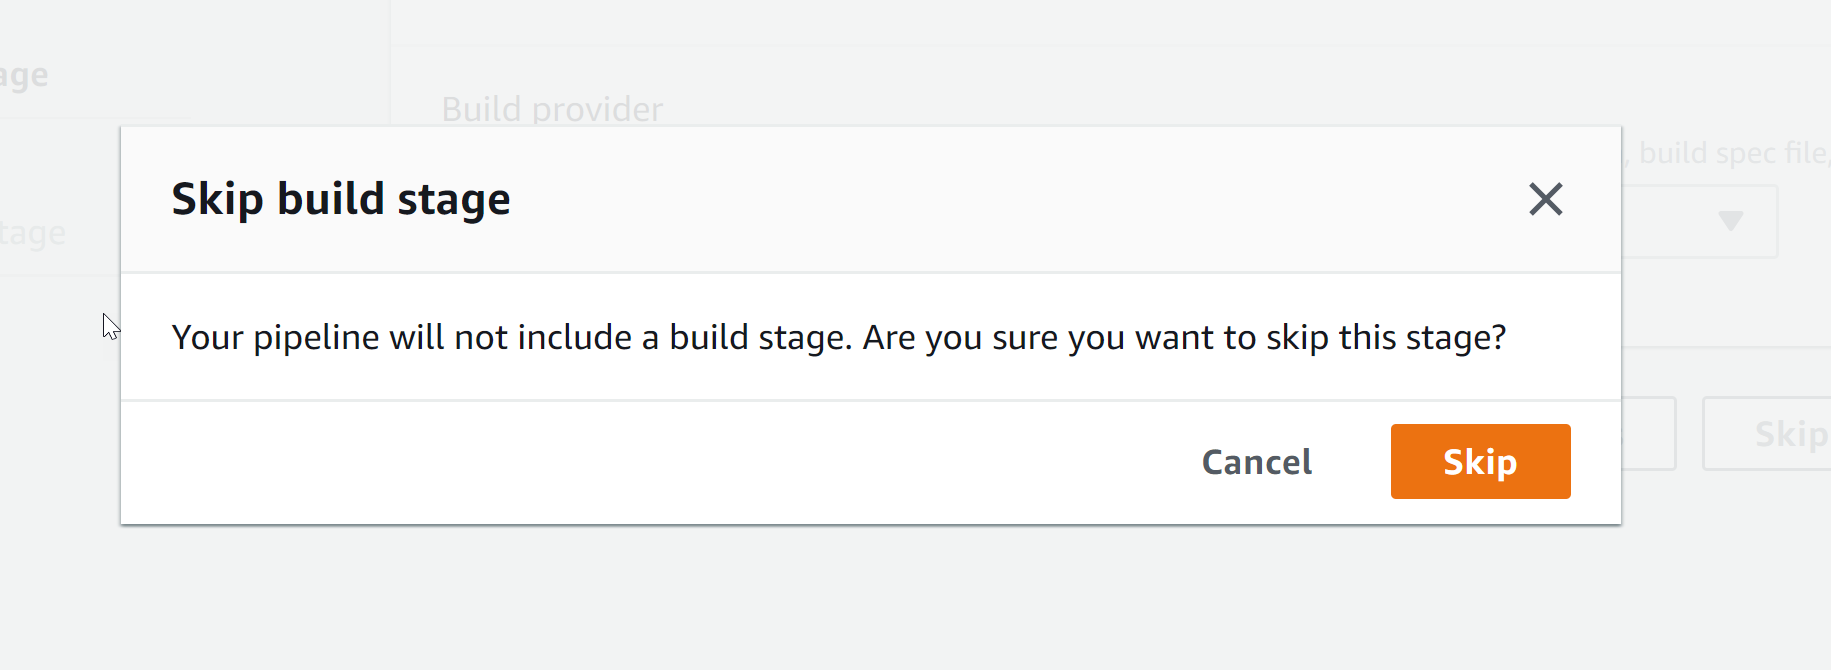 age
Build provider
, build spec file,
Skip build stage
tage
Your pipeline will not include a build stage. Are you sure you want to skip this stage?
Cancel
Skip
Skip